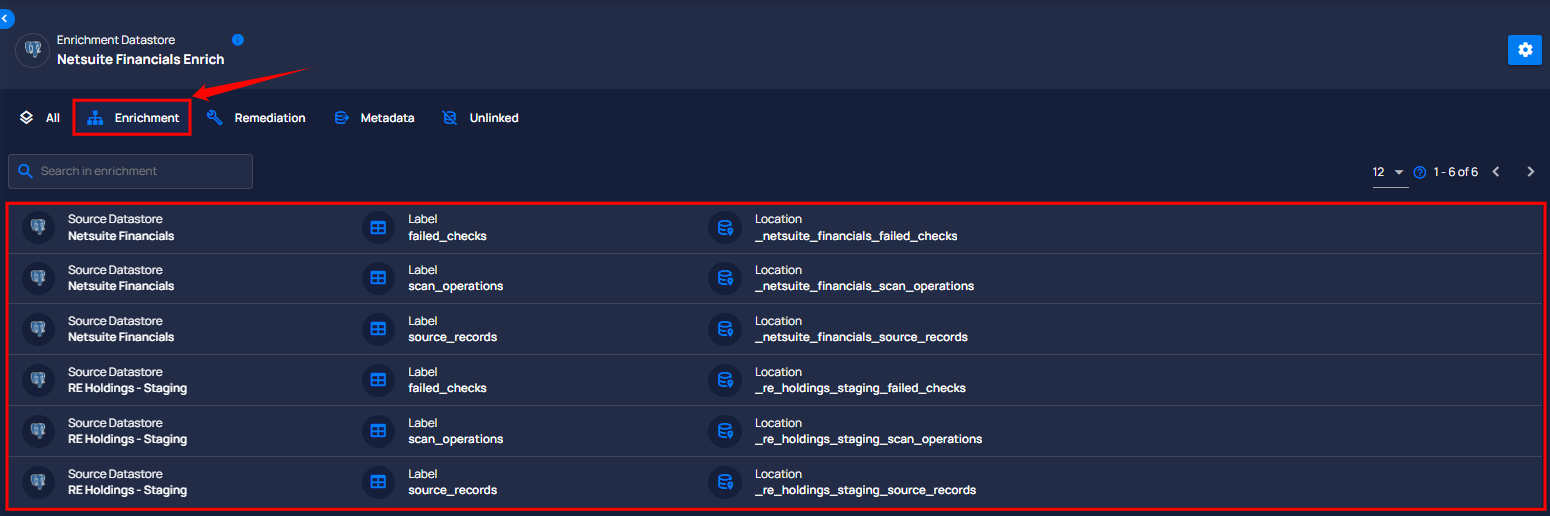 Enrichment Datastore
Netsuite Financials Enrich
All Enrichment Remediation Metadata Unlinked
Search in enrichment 12 1 - 6 of 6
Source Datastore Label Location
Netsuite Financials failed_checks _netsuite_financials_failed_checks
Source Datastore Label Location
Netsuite Financials scan_operations _netsuite_financials_scan_operations
Source Datastore Label Location
Netsuite Financials source_records _netsuite_financials_source_records
Source Datastore Label Location
RE Holdings - Staging failed_checks _re_holdings_staging_failed_checks
Source Datastore Label Location
RE Holdings - Staging scan_operations _re_holdings_staging_scan_operations
Source Datastore Label Location
RE Holdings - Staging source_records _re_holdings_staging_source_records